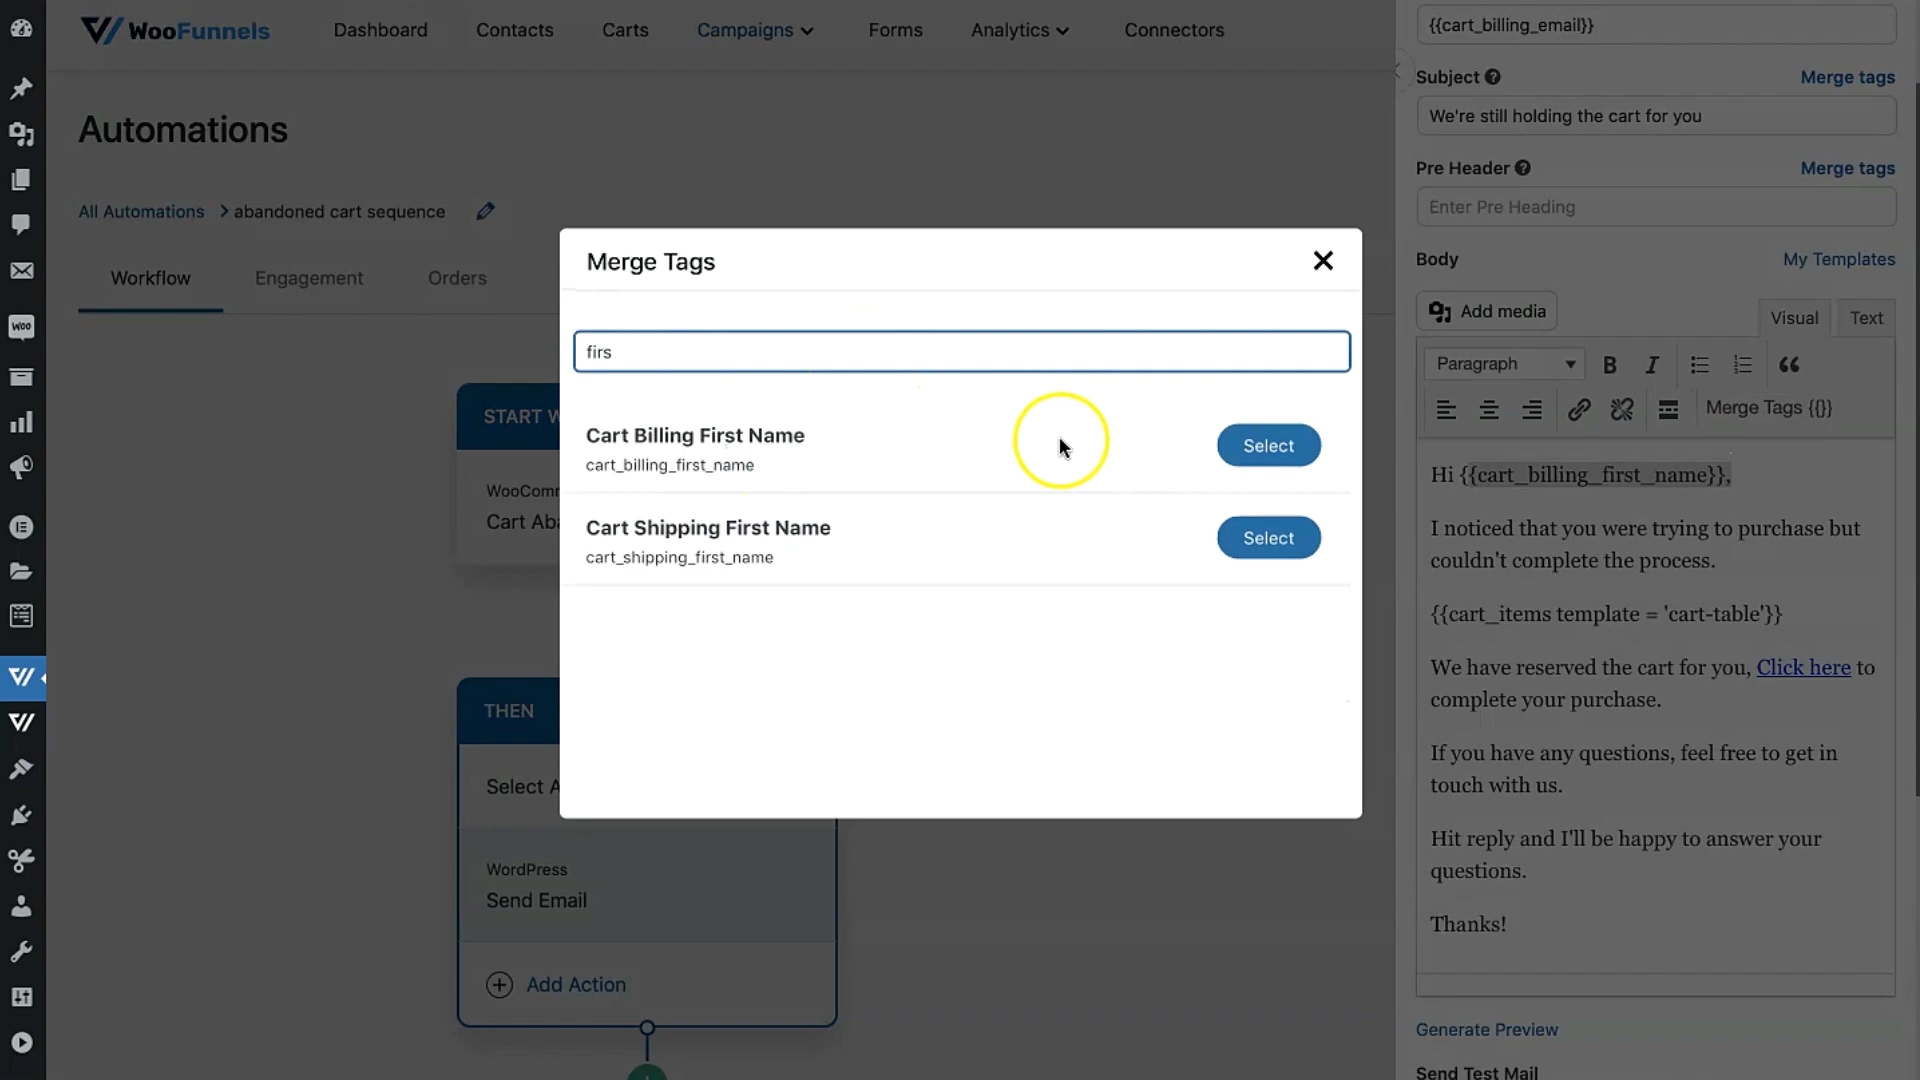 WooFunnels
Dashboard
Contacts
Carts
Campaigns
Forms
Analytics
Connectors
Automations
All Automations > abandoned cart sequence
Workflow
Engagement
Orders
START W
WooComm
Cart Aba
THEN
Select A
WordPress
Send Email
Add Action
Merge Tags
firs
Cart Billing First Name
cart_billing_first_name
Select
Cart Shipping First Name
cart_shipping_first_name
Select
{{cart_billing_email}}
Subject ?
Merge tags
We're still holding the cart for you
Pre Header ?
Merge tags
Enter Pre Heading
Body
My Templates
Add media
Visual
Text
Paragraph
B
I
Merge Tags {{}}
Hi {{cart_billing_first_name}},
I noticed that you were trying to purchase but
couldn't complete the process.
{{cart_items template = 'cart-table'}}
We have reserved the cart for you, Click here to
complete your purchase.
If you have any questions, feel free to get in
touch with us.
Hit reply and I'll be happy to answer your
questions.
Thanks!
Generate Preview
Send Test Mail
WOO